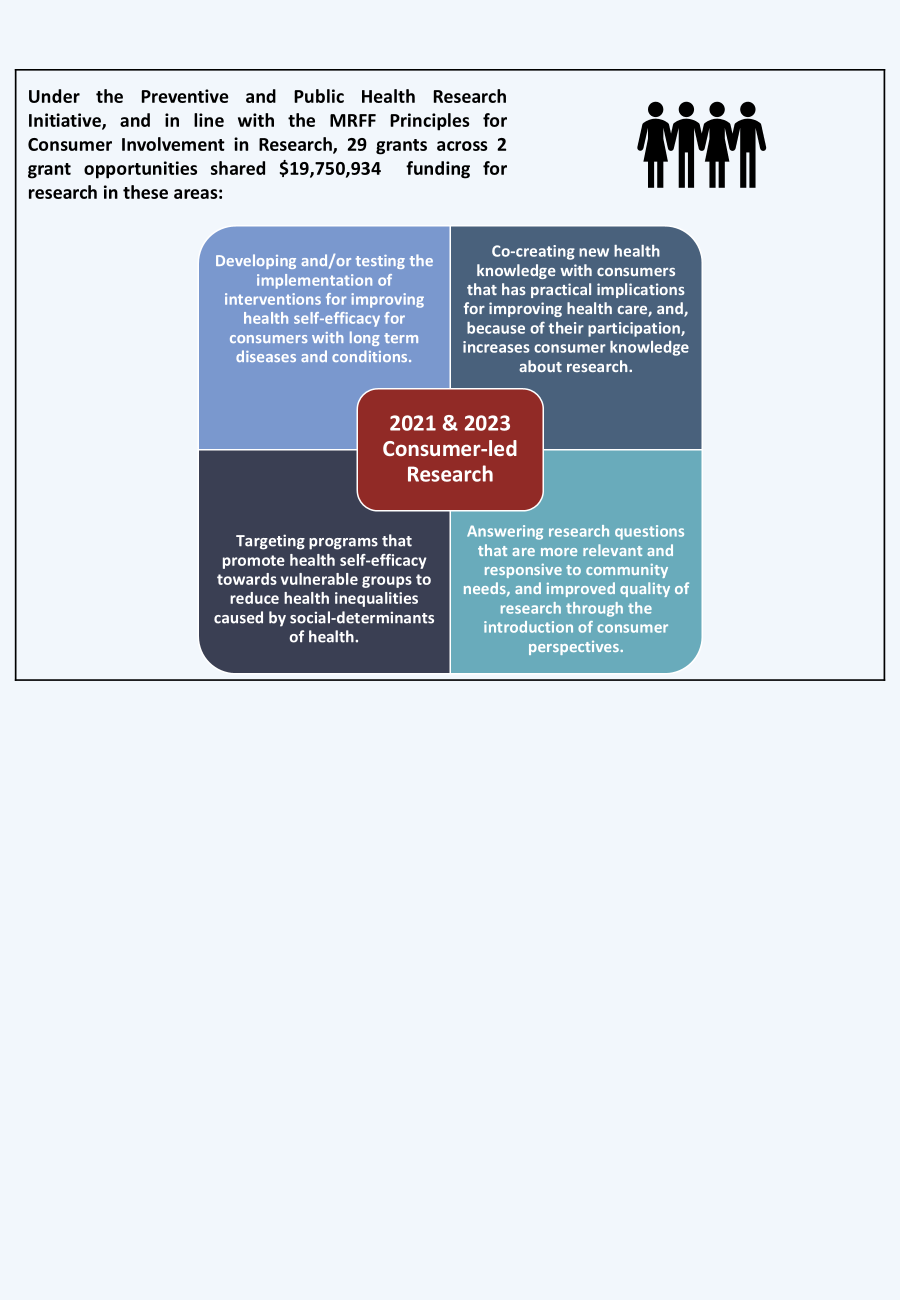 Under the Preventive and Public Health Research
Initiative, and in line with the MRFF Principles for
Consumer Involvement in Research, 29 grants across 2
grant opportunities shared $19,750,934 funding for
research in these areas:
Developing and/or testing the
implementation of
interventions for improving
health self-efficacy for
consumers with long term
diseases and conditions.
Co-creating new health
knowledge with consumers
that has practical implications
for improving health care, and,
because of their participation,
increases consumer knowledge
about research.
2021 & 2023
Consumer-led
Research
Targeting programs that
promote health self-efficacy
towards vulnerable groups to
reduce health inequalities
caused by social-determinants
of health.
Answering research questions
that are more relevant and
responsive to community
needs, and improved quality of
research through the
introduction of consumer
perspectives.